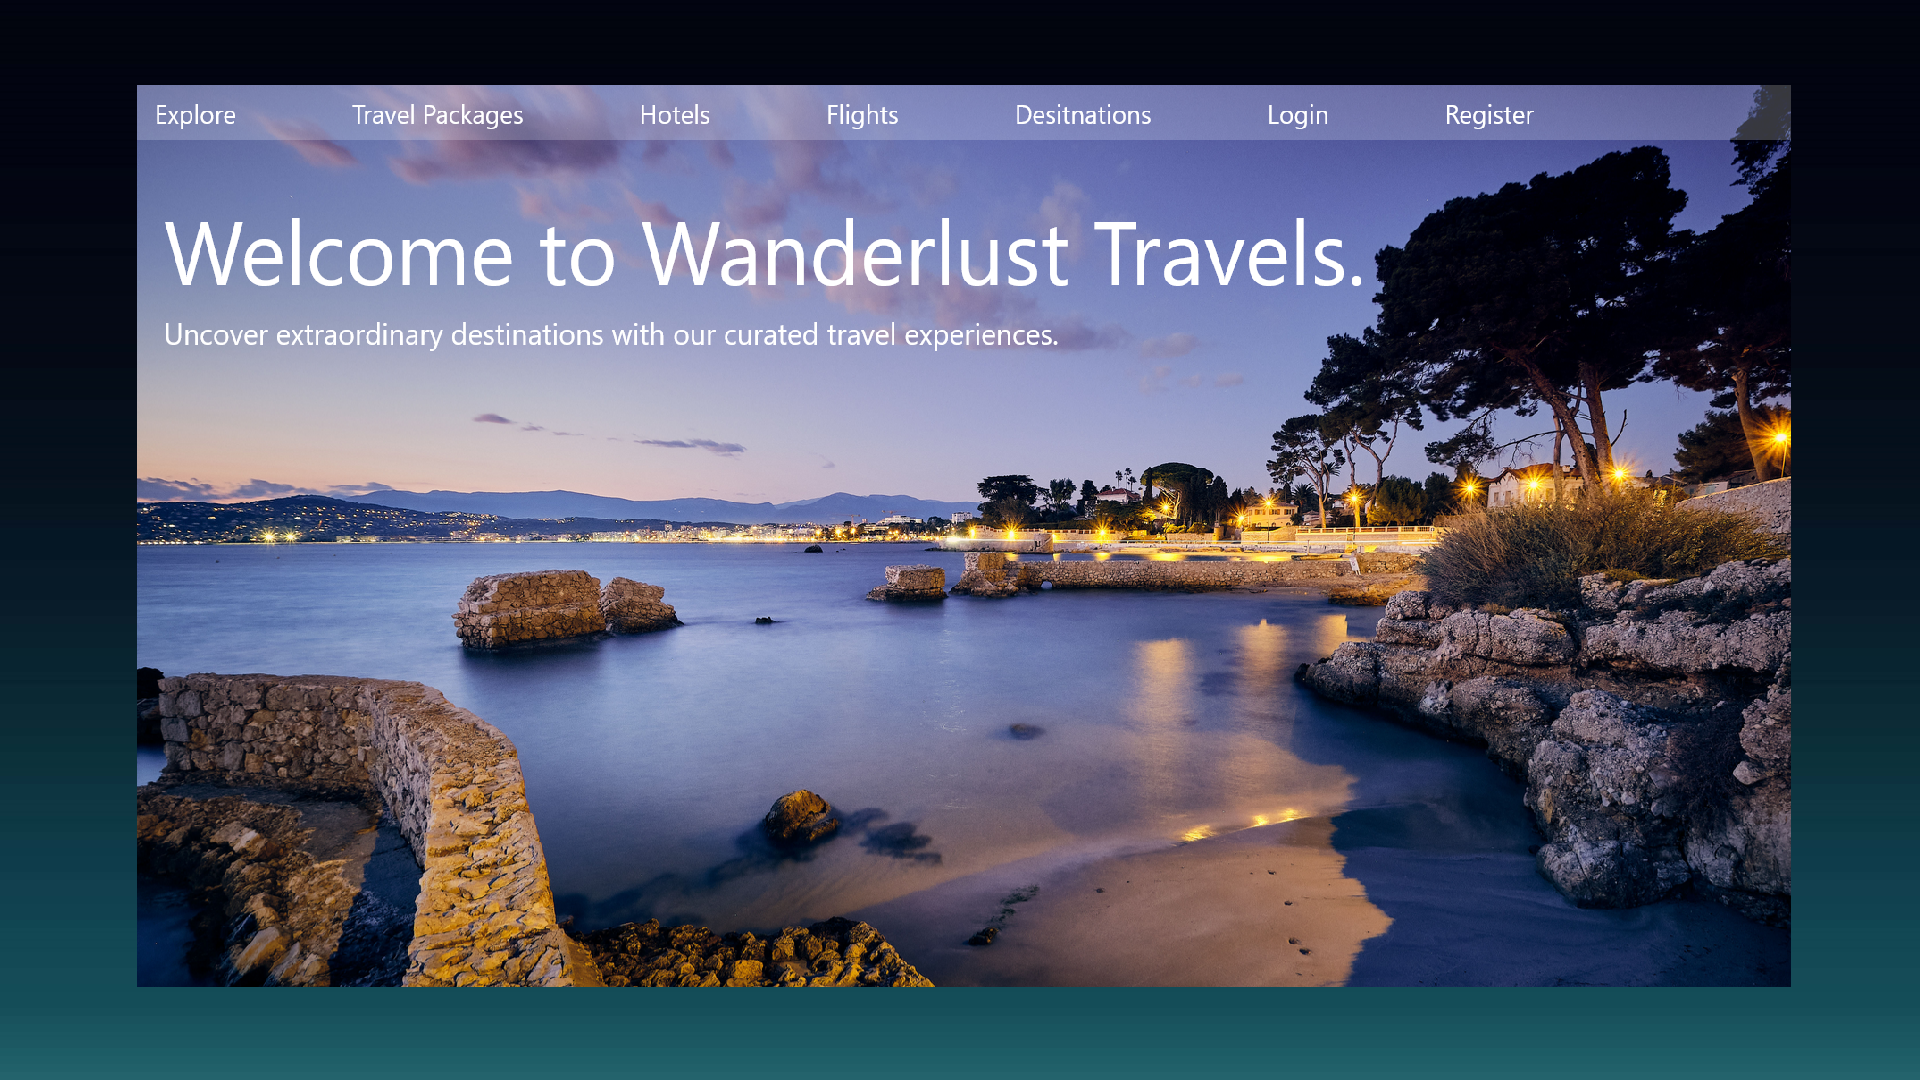 Explore Travel Packages Hotels Flights Desitnations Login Register
Welcome to Wanderlust Travels.
Uncover extraordinary destinations with our curated travel experiences.